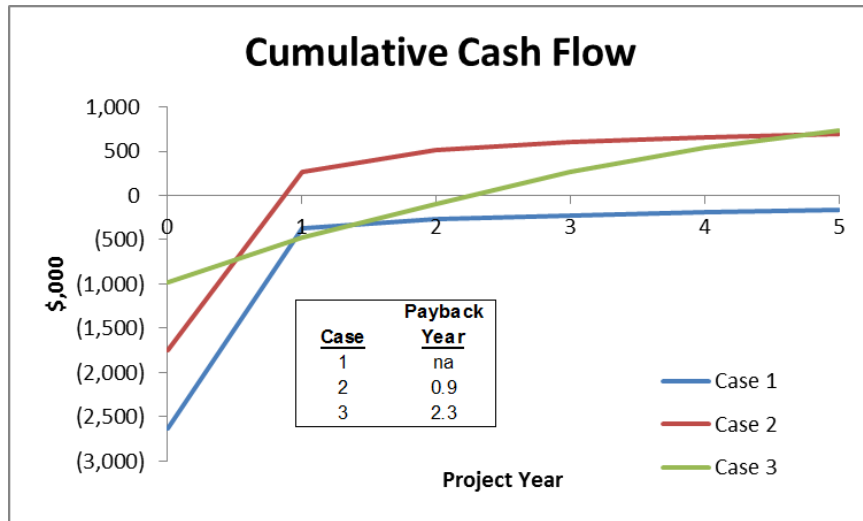 Cumulative Cash Flow
1,000
500
0
(500)
(1,000)
(1,500)
(2,000)
(2,500)
(3,000)
$,000
0 1 2 3 4 5
Payback
Case Year
1 na
2 0.9
3 2.3
Case 1
Case 2
Case 3
Project Year